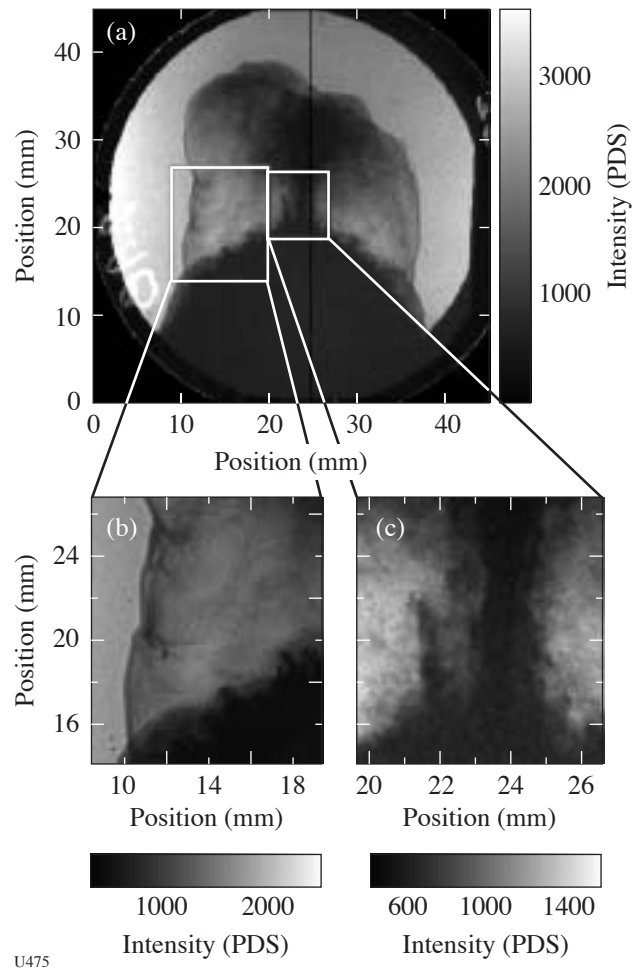 (a)
40
30
20
10
0
Position (mm)
0 10 20 30 40
Position (mm)
3000
2000
1000
Intensity (PDS)
(b)
24
20
16
Position (mm)
10 14 18
Position (mm)
(c)
20 22 24 26
Position (mm)
1000 2000
Intensity (PDS)
600 1000 1400
Intensity (PDS)
U475